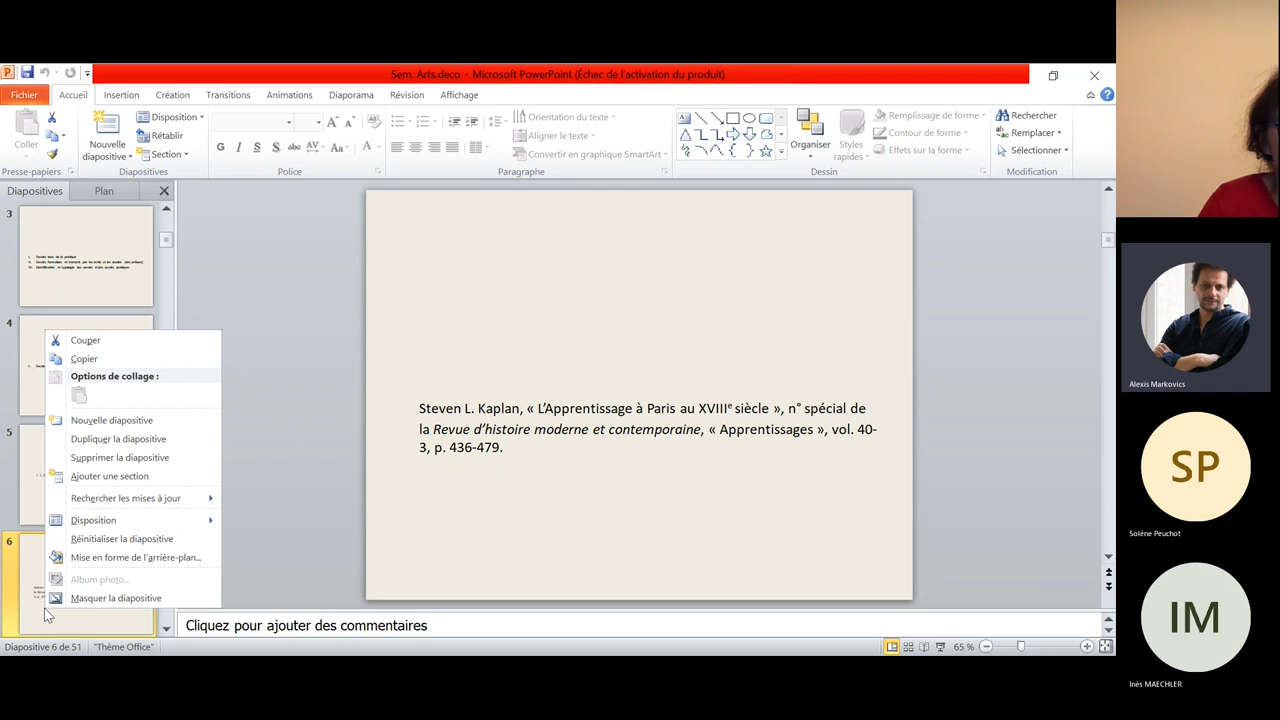 Sem. Arts.deco - Microsoft PowerPoint (Échec de l'activation du produit)
Fichier Accueil Insertion Création Transitions Animations Diaporama Révision Affichage
Coller
Nouvelle diapositive
Disposition
Rétablir
Section
G I S S abc AV Aa A
Orientation du texte
Aligner le texte
Convertir en graphique SmartArt
Organiser
Styles rapides
Remplissage de forme
Contour de forme
Effets sur la forme
Rechercher
Remplacer
Sélectionner
Presse-papiers Diapositives Police Paragraphe Dessin Modification
Diapositives Plan
3
4
5
6
Couper
Copier
Options de collage :
Nouvelle diapositive
Dupliquer la diapositive
Supprimer la diapositive
Ajouter une section
Rechercher les mises à jour
Disposition
Réinitialiser la diapositive
Mise en forme de l'arrière-plan...
Album photo...
Masquer la diapositive
Steven L. Kaplan, « L'Apprentissage à Paris au XVIIIe siècle », n° spécial de
la Revue d'histoire moderne et contemporaine, « Apprentissages », vol. 40-
3, p. 436-479.
Cliquez pour ajouter des commentaires
Diapositive 6 de 51 "Thème Office" 65 %
Alexis Markovics
SP
Solène Peuchot
IM
Inès MAECHLER